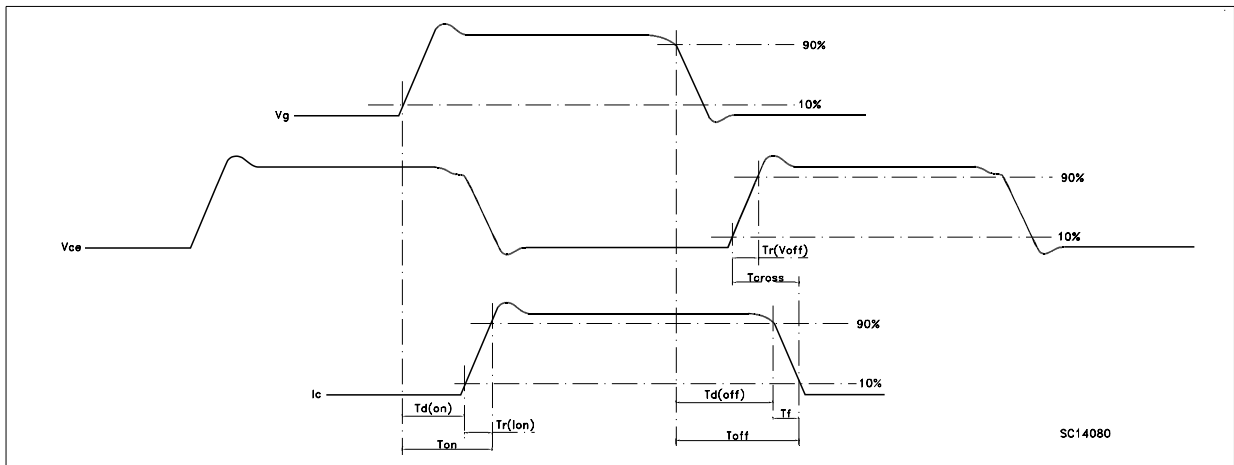 90%
10%
Vg
90%
Vce
10%
Tr(Voff)
Tcross
90%
10%
Ic
Td(on)
Td(off)
Tf
Tr(Ion)
Ton
Toff
SC14080